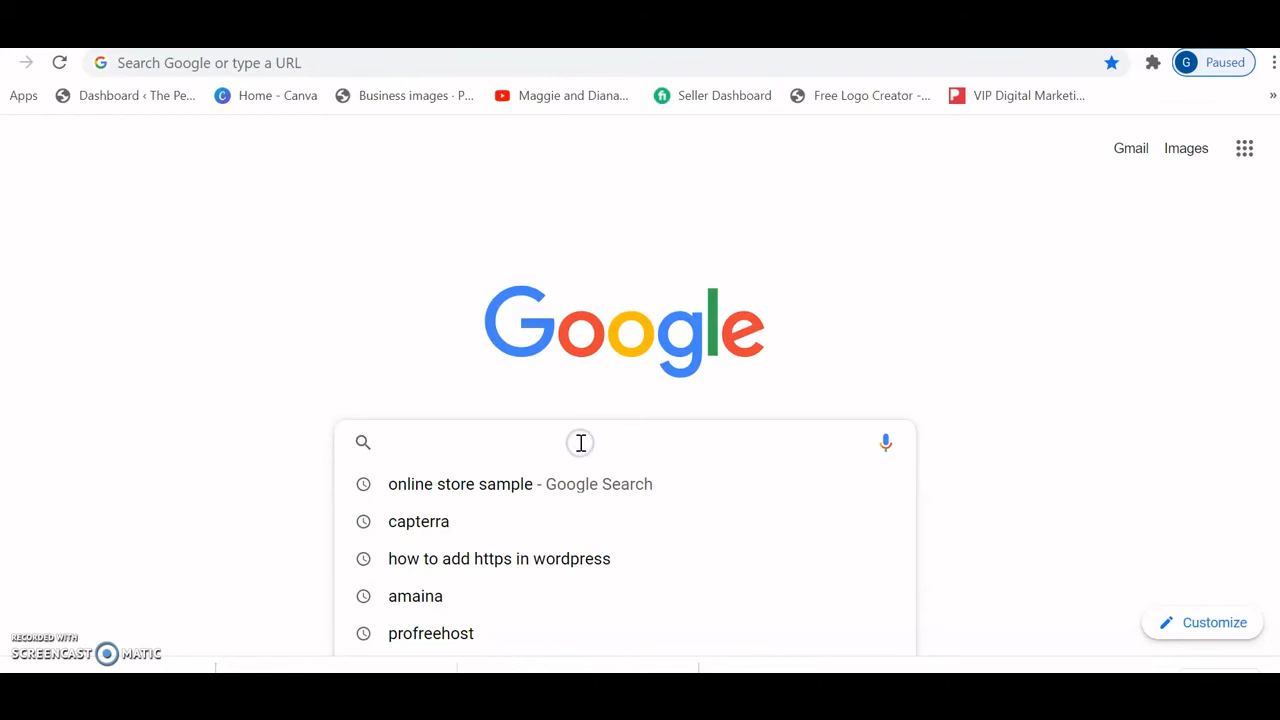 Search Google or type a URL
G Paused
Apps Dashboard ‹ The Pe... Home - Canva Business images - P... Maggie and Diana... Seller Dashboard Free Logo Creator -... VIP Digital Marketi... »
Gmail Images
Google
online store sample - Google Search
capterra
how to add https in wordpress
amaina
profreehost
Customize
RECORDED WITH
SCREENCAST MATIC